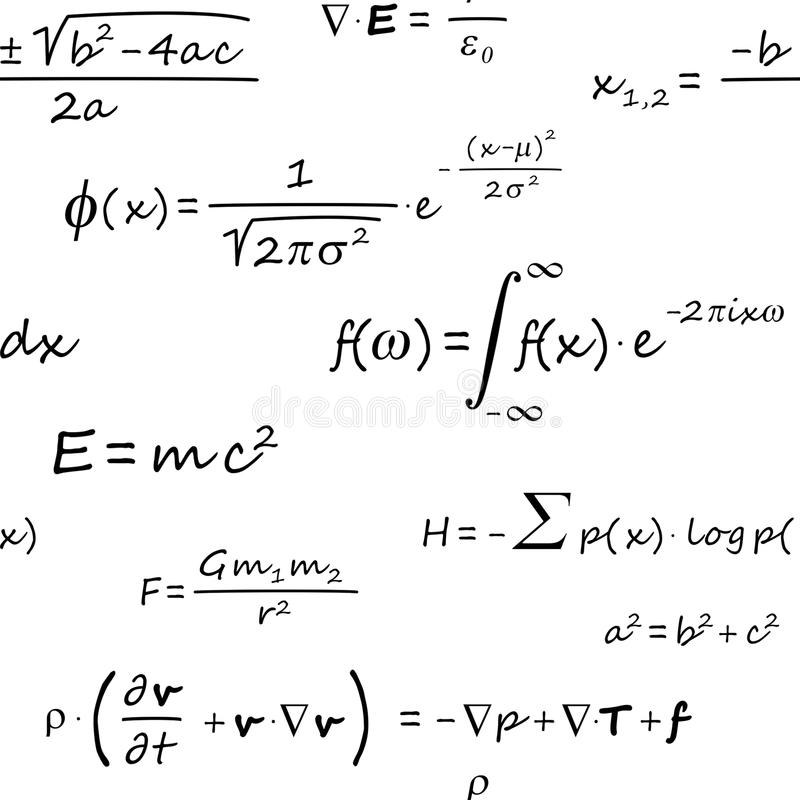 ± √(b² - 4ac) / 2a
∇·E = / ε₀
x₁,₂ = -b
ϕ(x) = 1 / √(2πσ²) · e^(-(x-μ)² / 2σ²)
dx
f(ω) = ∫_{-∞}^{∞} f(x) · e^(-2πixω)
dreamstime
E = mc²
x)
H = - ∑ p(x) · log p(
F = Gm₁m₂ / r²
a² = b² + c²
ρ · (∂v/∂t + v·∇v) = -∇p + ∇·T + f
ρ